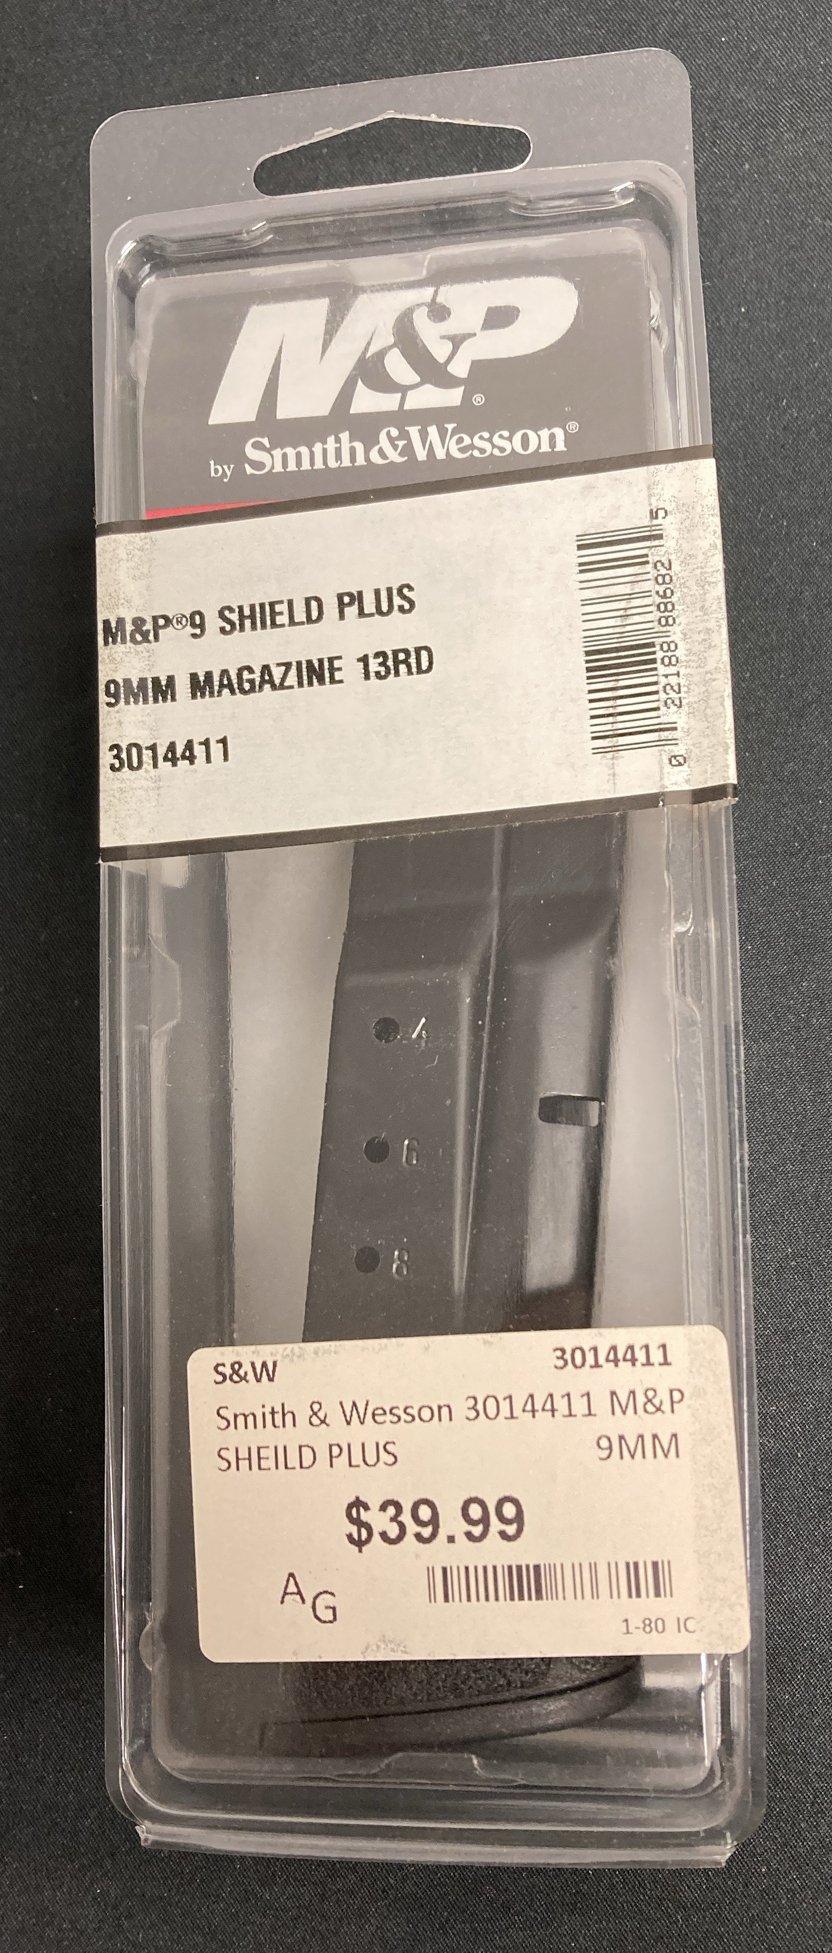 M&P®
by Smith&Wesson®
M&P®9 SHIELD PLUS
9MM MAGAZINE 13RD
3014411
0 22188 88682 5
4
6
8
S&W 3014411
Smith & Wesson 3014411 M&P
SHEILD PLUS 9MM
$39.99
AG
1-80 IC